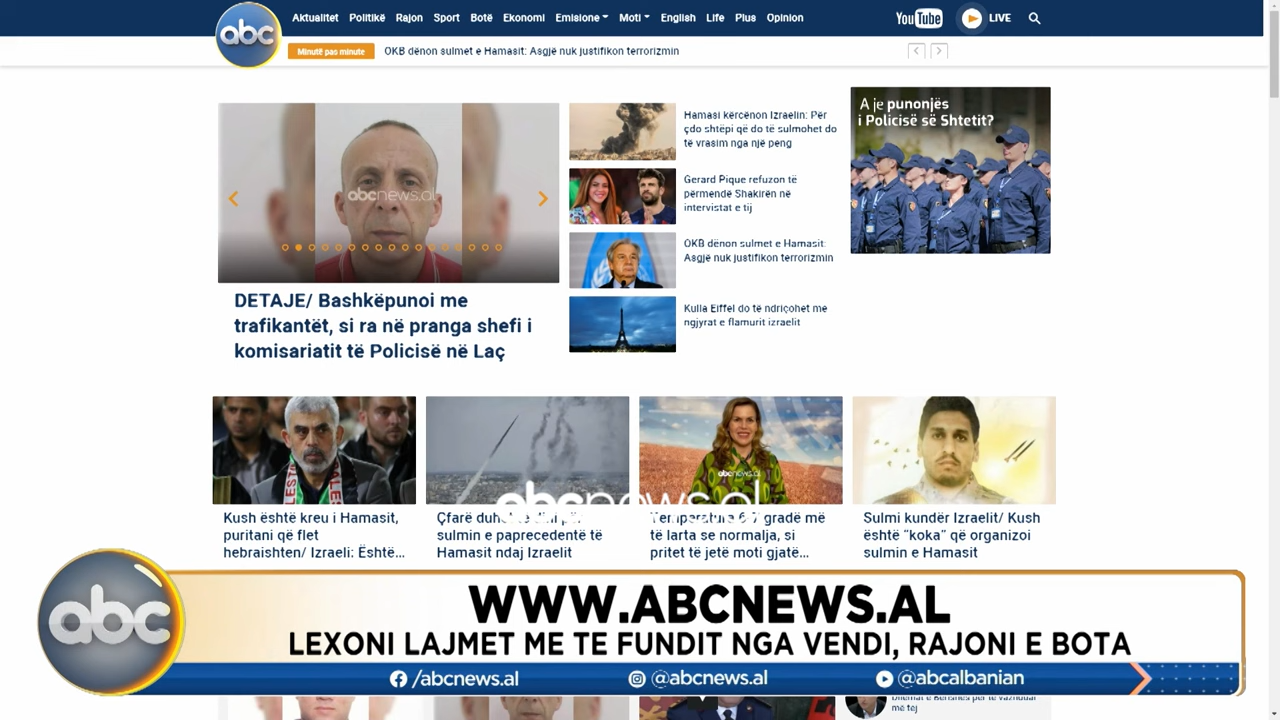 abc
Aktualitet Politikë Rajon Sport Botë Ekonomi Emisione Moti English Life Plus Opinion
YouTube LIVE
Minutë pas minute OKB dënon sulmet e Hamasit: Asgjë nuk justifikon terrorizmin
abcnews.al
DETAJE/ Bashkëpunoi me
trafikantët, si ra në pranga shefi i
komisariatit të Policisë në Laç
Hamasi kërcënon Izraelin: Për
çdo shtëpi që do të sulmohet do
të vrasim nga një peng
Gerard Pique refuzon të
përmendë Shakirën në
intervistat e tij
OKB dënon sulmet e Hamasit:
Asgjë nuk justifikon terrorizmin
Kulla Eiffel do të ndriçohet me
ngjyrat e flamurit izraelit
A je punonjës
i Policisë së Shtetit?
Kush është kreu i Hamasit,
puritani që flet
hebraishten/ Izraeli: Është...
Çfarë
sulmin e paprecedentë të
Hamasit ndaj Izraelit
abcnews.al
gradë më
të larta se normalja, si
pritet të jetë moti gjatë...
Sulmi kundër Izraelit/ Kush
është “koka” që organizoi
sulmin e Hamasit
abcnews.al
abc
WWW.ABCNEWS.AL
LEXONI LAJMET ME TE FUNDIT NGA VENDI, RAJONI E BOTA
/abcnews.al @abcnews.al @abcalbanian
më tej